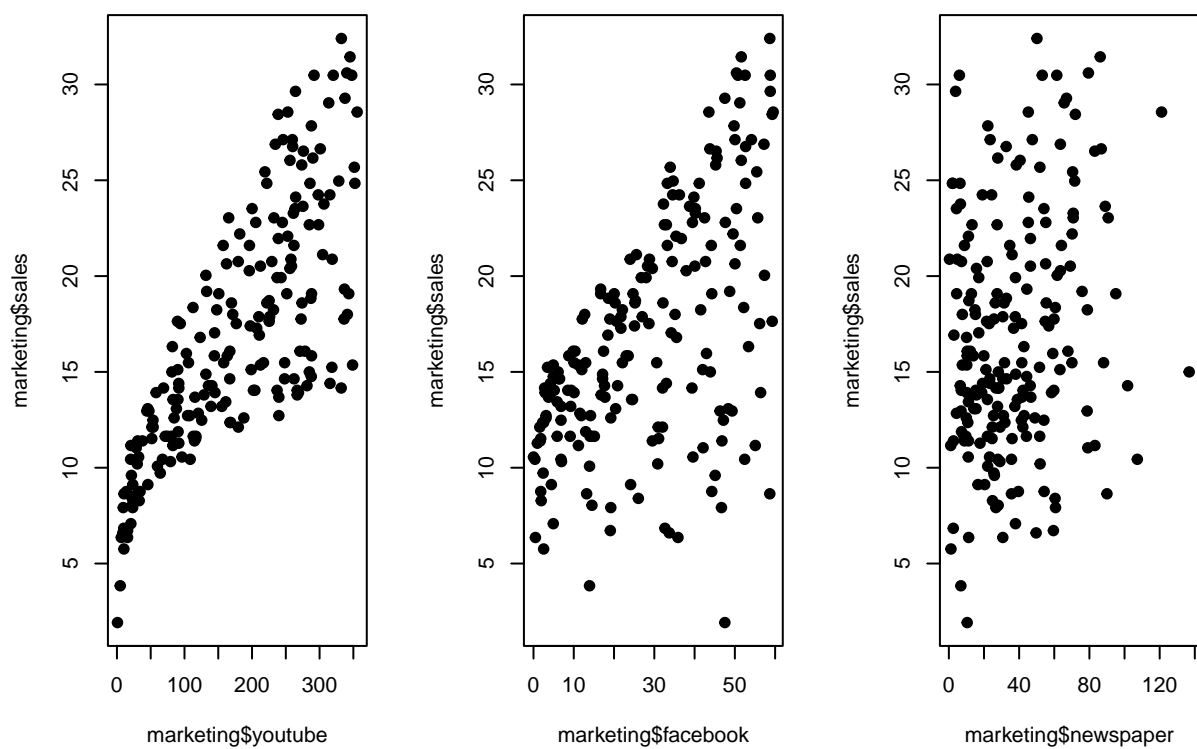 marketing$sales
30
25
20
15
10
5
0 100 200 300
marketing$youtube
marketing$sales
30
25
20
15
10
5
0 10 30 50
marketing$facebook
marketing$sales
30
25
20
15
10
5
0 40 80 120
marketing$newspaper